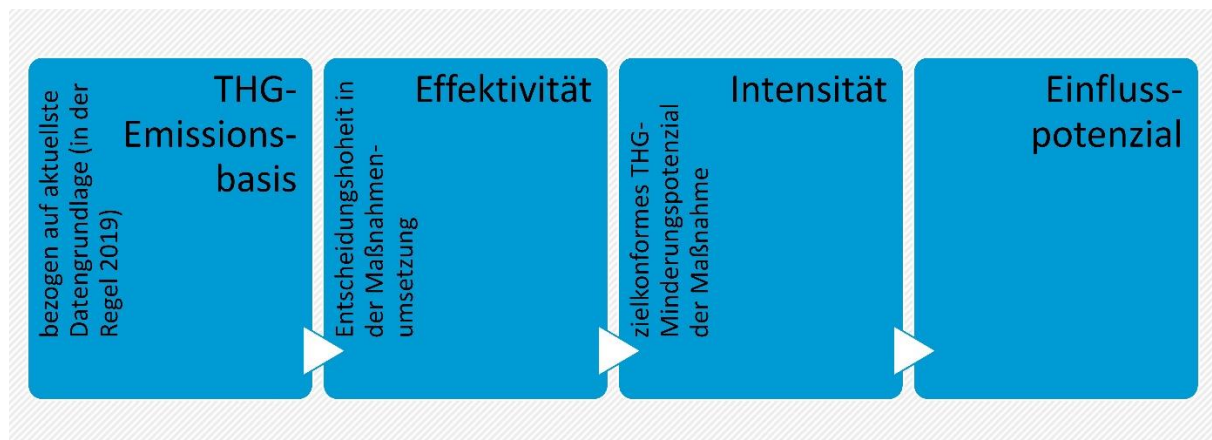 THG-
Emissions-
basis
bezogen auf aktuellste
Datengrundlage (in der
Regel 2019)
Effektivität
Entscheidungshoheit in
der Maßnahmen-
umsetzung
Intensität
zielkonformes THG-
Minderungspotenzial
der Maßnahme
Einfluss-
potenzial